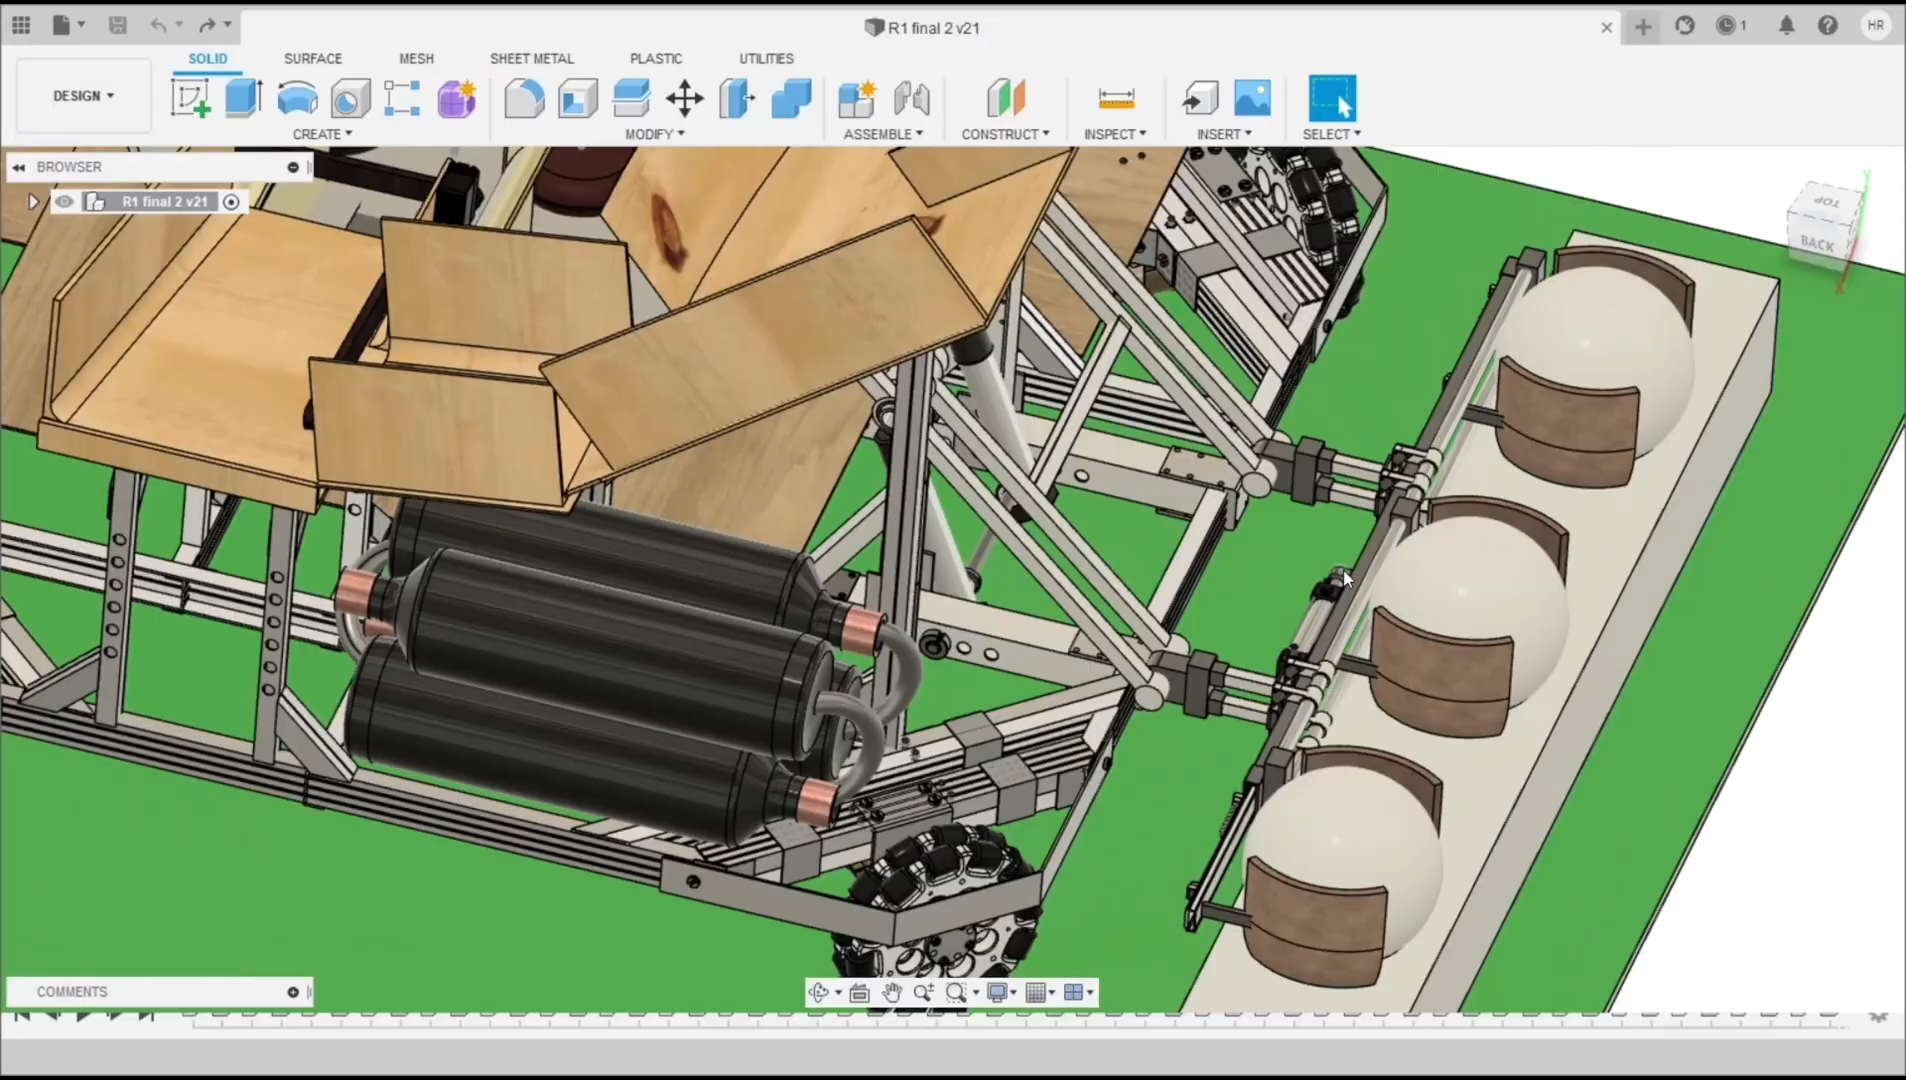 R1 final 2 v21
1
HR
DESIGN
SOLID
SURFACE
MESH
SHEET METAL
PLASTIC
UTILITIES
CREATE
MODIFY
ASSEMBLE
CONSTRUCT
INSPECT
INSERT
SELECT
BROWSER
R1 final 2 v21
TOP
BACK
Y
X
COMMENTS